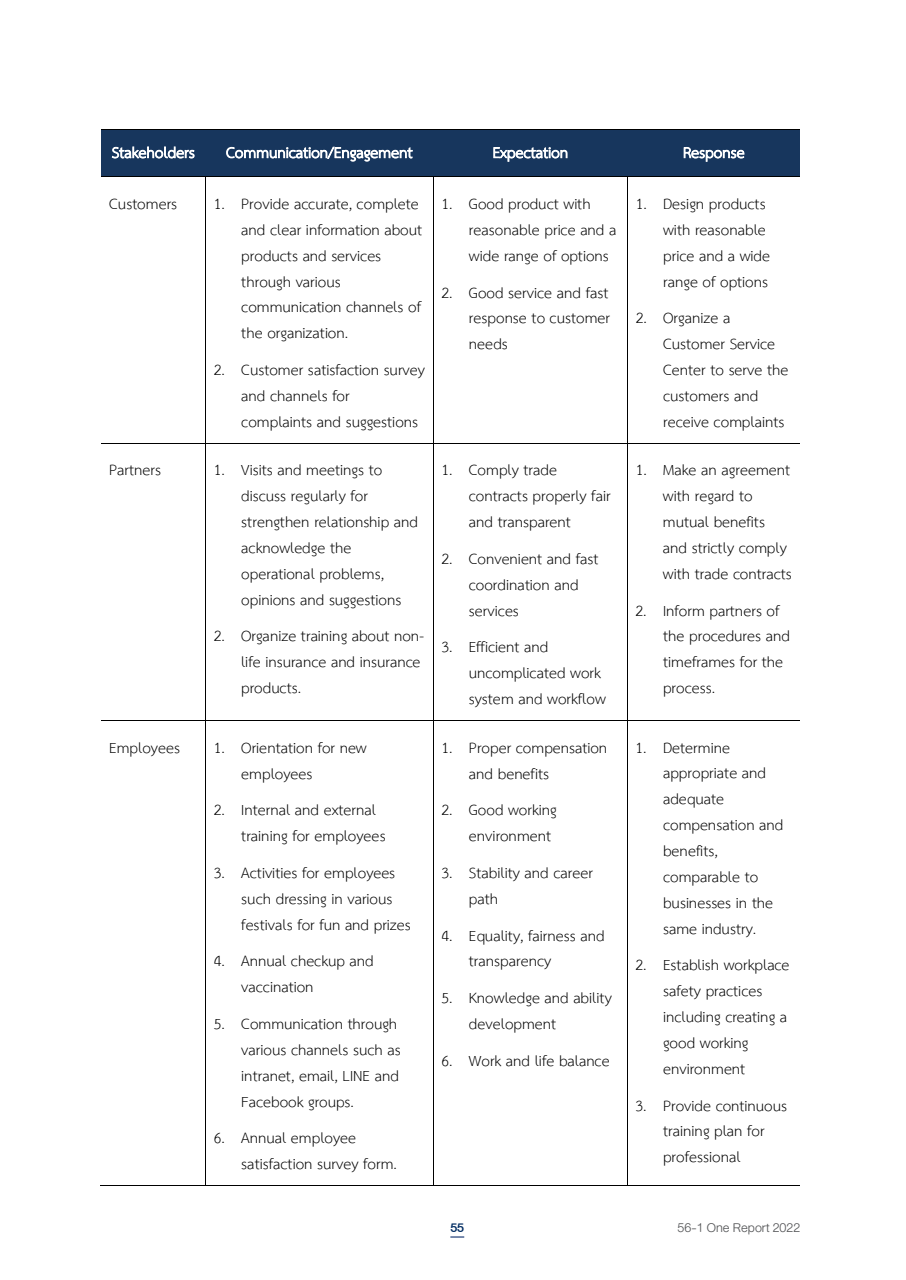 Stakeholders Communication/Engagement Expectation Response
Customers
1. Provide accurate, complete
and clear information about
products and services
through various
communication channels of
the organization.
2. Customer satisfaction survey
and channels for
complaints and suggestions
1. Good product with
reasonable price and a
wide range of options
2. Good service and fast
response to customer
needs
1. Design products
with reasonable
price and a wide
range of options
2. Organize a
Customer Service
Center to serve the
customers and
receive complaints
Partners
1. Visits and meetings to
discuss regularly for
strengthen relationship and
acknowledge the
operational problems,
opinions and suggestions
2. Organize training about non-
life insurance and insurance
products.
1. Comply trade
contracts properly fair
and transparent
2. Convenient and fast
coordination and
services
3. Efficient and
uncomplicated work
system and workflow
1. Make an agreement
with regard to
mutual benefits
and strictly comply
with trade contracts
2. Inform partners of
the procedures and
timeframes for the
process.
Employees
1. Orientation for new
employees
2. Internal and external
training for employees
3. Activities for employees
such dressing in various
festivals for fun and prizes
4. Annual checkup and
vaccination
5. Communication through
various channels such as
intranet, email, LINE and
Facebook groups.
6. Annual employee
satisfaction survey form.
1. Proper compensation
and benefits
2. Good working
environment
3. Stability and career
path
4. Equality, fairness and
transparency
5. Knowledge and ability
development
6. Work and life balance
1. Determine
appropriate and
adequate
compensation and
benefits,
comparable to
businesses in the
same industry.
2. Establish workplace
safety practices
including creating a
good working
environment
3. Provide continuous
training plan for
professional
55
56-1 One Report 2022